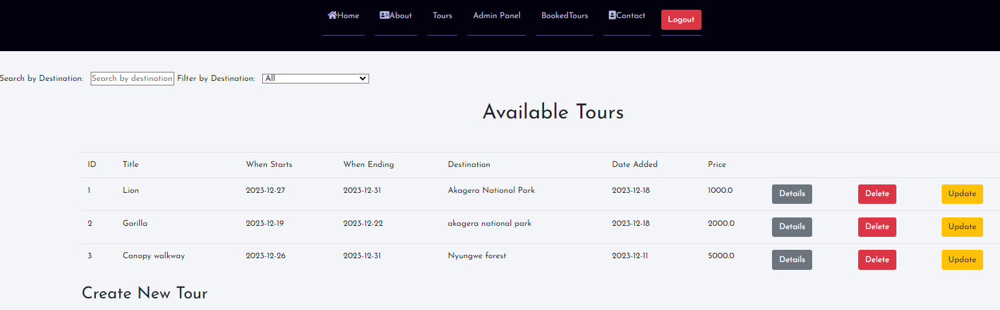 Home About Tours Admin Panel BookedTours Contact Logout
Search by Destination: Search by destination Filter by Destination: All
Available Tours
ID Title When Starts When Ending Destination Date Added Price
1 Lion 2023-12-27 2023-12-31 Akagera National Park 2023-12-18 1000.0 Details Delete Update
2 Gorilla 2023-12-19 2023-12-22 akagera national park 2023-12-18 2000.0 Details Delete Update
3 Canopy walkway 2023-12-26 2023-12-31 Nyungwe forest 2023-12-11 5000.0 Details Delete Update
Create New Tour